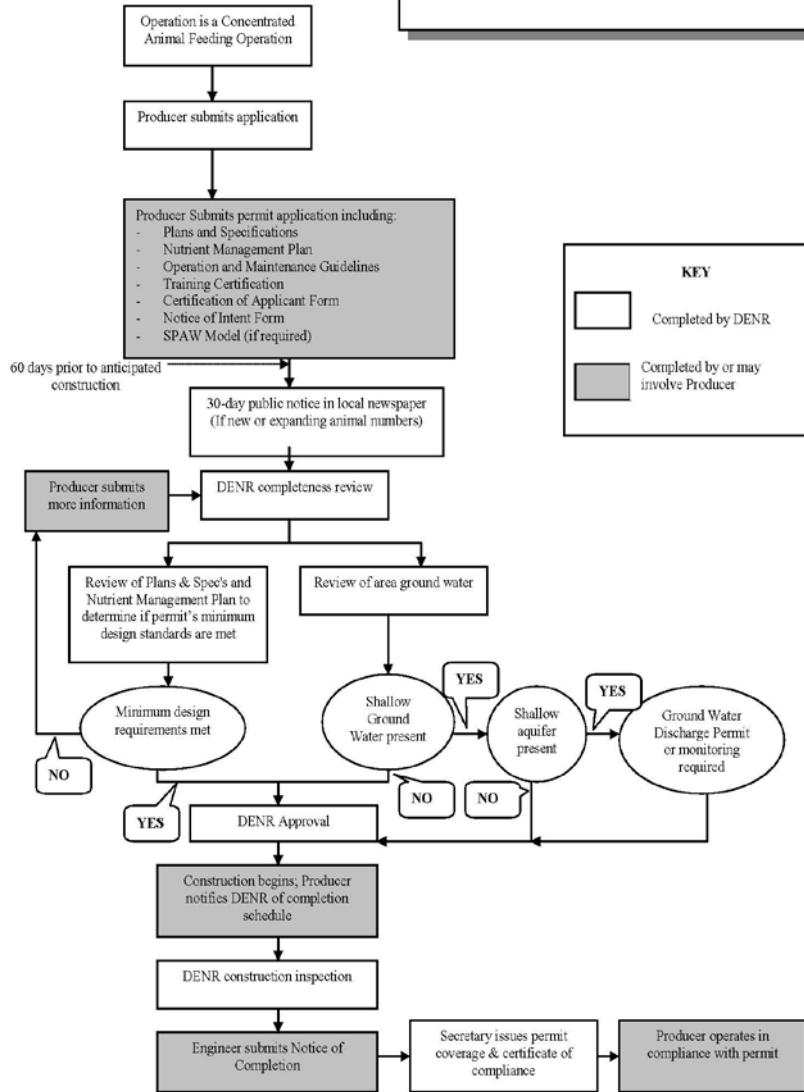 Operation is a Concentrated
Animal Feeding Operation
Producer submits application
Producer Submits permit application including:
- Plans and Specifications
- Nutrient Management Plan
- Operation and Maintenance Guidelines
- Training Certification
- Certification of Applicant Form
- Notice of Intent Form
- SPAW Model (if required)
KEY
Completed by DENR
Completed by or may
involve Producer
60 days prior to anticipated
construction
30-day public notice in local newspaper
(If new or expanding animal numbers)
Producer submits
more information
DENR completeness review
Review of Plans & Spec's and
Nutrient Management Plan to
determine if permit's minimum
design standards are met
Review of area ground water
Minimum design
requirements met
Shallow
Ground
Water present
YES
Shallow
aquifer
present
YES
Ground Water
Discharge Permit
or monitoring
required
NO
YES
NO
NO
DENR Approval
Construction begins; Producer
notifies DENR of completion
schedule
DENR construction inspection
Engineer submits Notice of
Completion
Secretary issues permit
coverage & certificate of
compliance
Producer operates in
compliance with permit